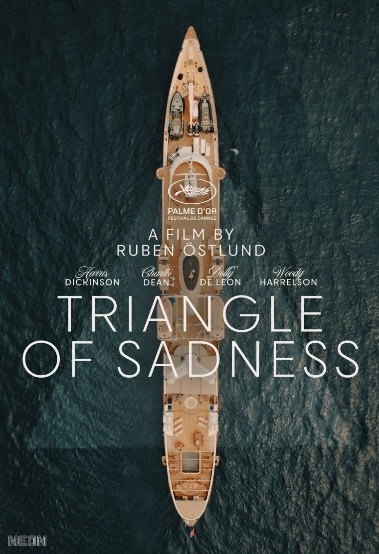 PALME D'OR
FESTIVAL DE CANNES
A FILM BY
RUBEN ÖSTLUND
Harris Charlbi Dolly Woody
DICKINSON DEAN DE LEON HARRELSON
TRIANGLE
OF SADNESS
NEON